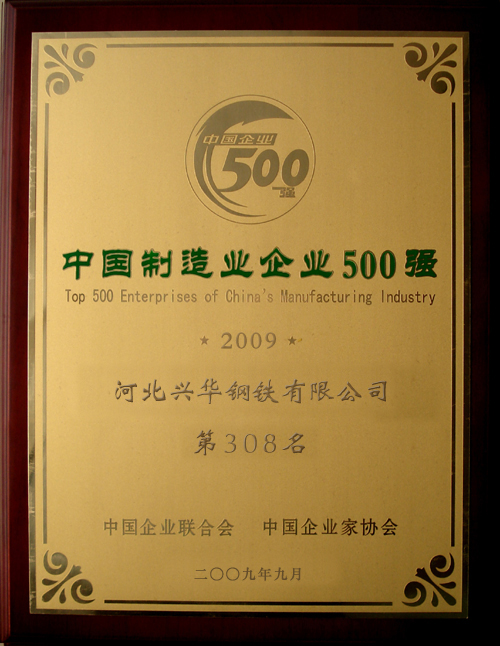 中国企业
500
强
中国制造业企业500强
Top 500 Enterprises of China's Manufacturing Industry
★ 2009 ★
河北兴华钢铁有限公司
第308名
中国企业联合会 中国企业家协会
二〇〇九年九月